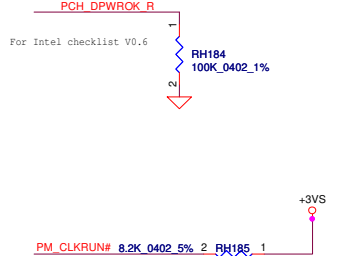 PCH_DPWROK_R
1
For Intel checklist V0.6
RH184
100K_0402_1%
2
+3VS
PM_CLKRUN# 8.2K_0402_5% 2 RH185 1